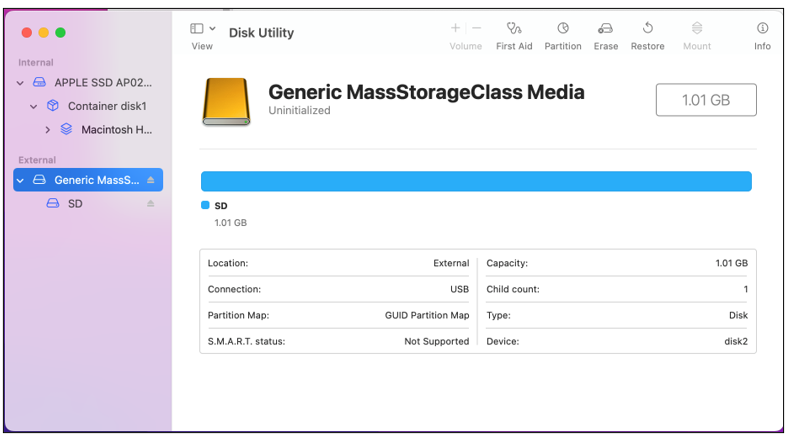 Disk Utility
View
Volume
First Aid
Partition
Erase
Restore
Mount
Info
Internal
APPLE SSD AP02...
Container disk1
Macintosh H...
External
Generic MassS...
SD
Generic MassStorageClass Media
Uninitialized
1.01 GB
SD
1.01 GB
Location: External
Capacity: 1.01 GB
Connection: USB
Child count: 1
Partition Map: GUID Partition Map
Type: Disk
S.M.A.R.T. status: Not Supported
Device: disk2